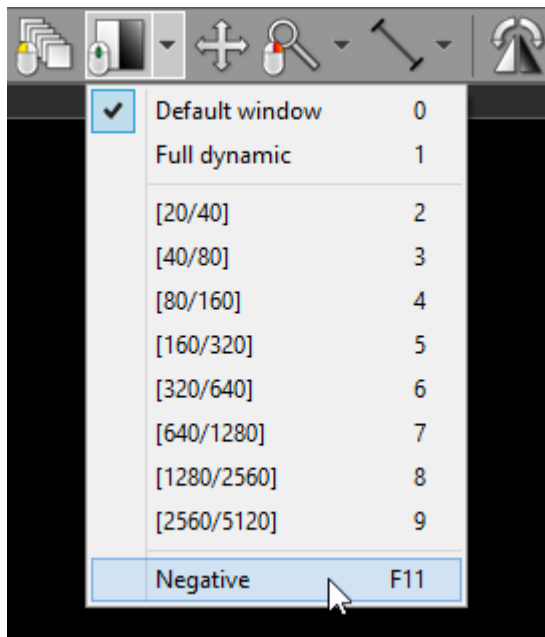 Default window 0
Full dynamic 1
[20/40] 2
[40/80] 3
[80/160] 4
[160/320] 5
[320/640] 6
[640/1280] 7
[1280/2560] 8
[2560/5120] 9
Negative F11